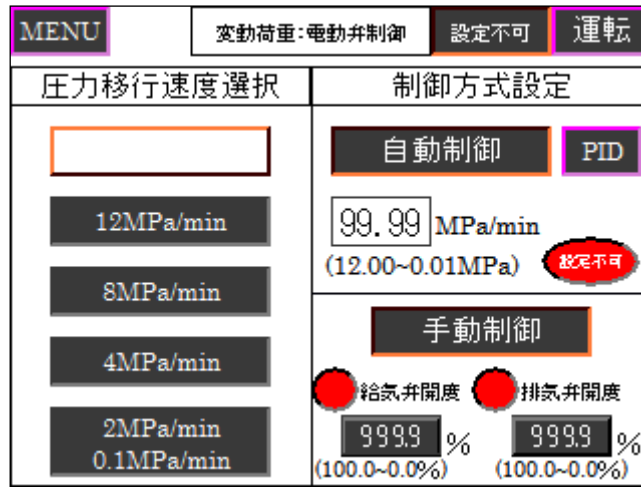 MENU
変動荷重:電動弁制御
設定不可
運転
圧力移行速度選択
制御方式設定
12MPa/min
8MPa/min
4MPa/min
2MPa/min
0.1MPa/min
自動制御
PID
99.99 MPa/min
(12.00~0.01MPa)
設定不可
手動制御
給気弁開度
排気弁開度
999.9 %
999.9 %
(100.0~0.0%)
(100.0~0.0%)